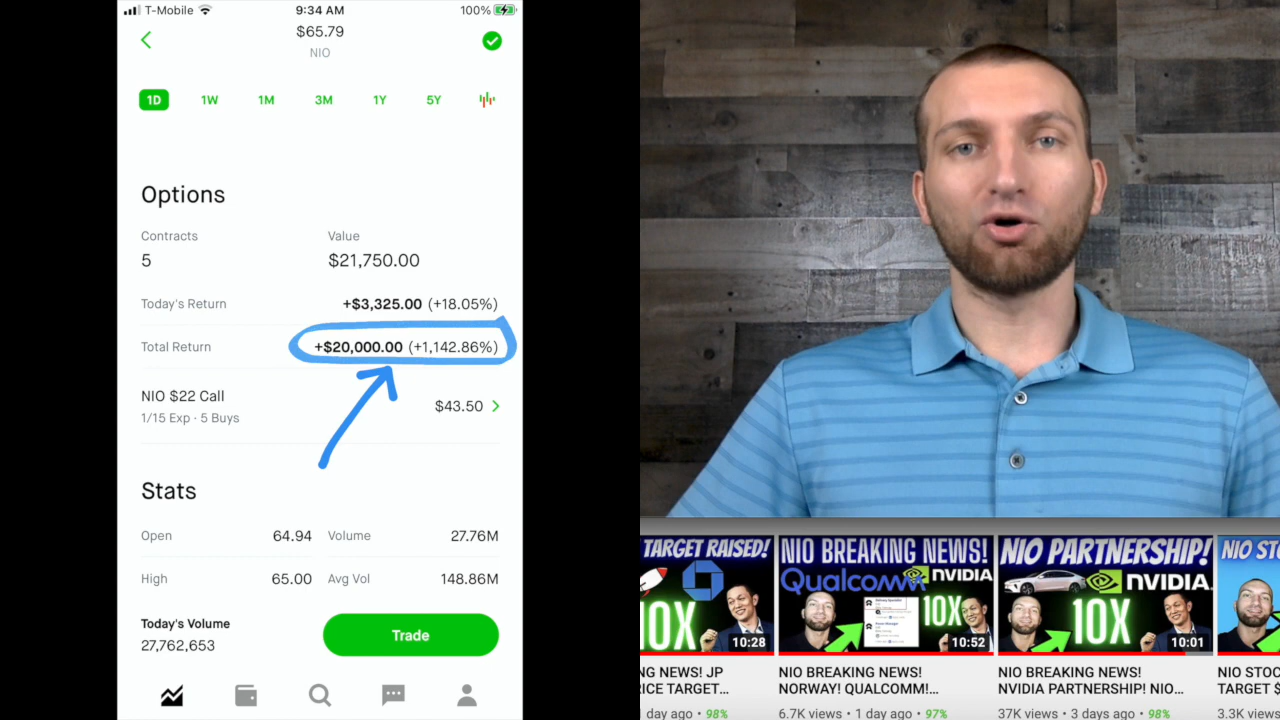 T-Mobile
9:34 AM
100%
$65.79
NIO
1D 1W 1M 3M 1Y 5Y
Options
Contracts Value
5 $21,750.00
Today's Return +$3,325.00 (+18.05%)
Total Return +$20,000.00 (+1,142.86%)
NIO $22 Call
1/15 Exp · 5 Buys
$43.50
Stats
Open 64.94 Volume 27.76M
High 65.00 Avg Vol 148.86M
Today's Volume
27,762,653
Trade
TARGET RAISED!
10X
10:28
NG NEWS! JP
RICE TARGET...
1 day ago • 98%
NIO BREAKING NEWS!
Qualcomm NVIDIA
10X
10:52
NIO BREAKING NEWS!
NORWAY! QUALCOMM!...
6.7K views • 1 day ago • 97%
NIO PARTNERSHIP!
NVIDIA
10X
10:01
NIO BREAKING NEWS!
NVIDIA PARTNERSHIP! NIO...
37K views • 3 days ago • 98%
NIO ST
NIO STOC
TARGET $
3.3K views